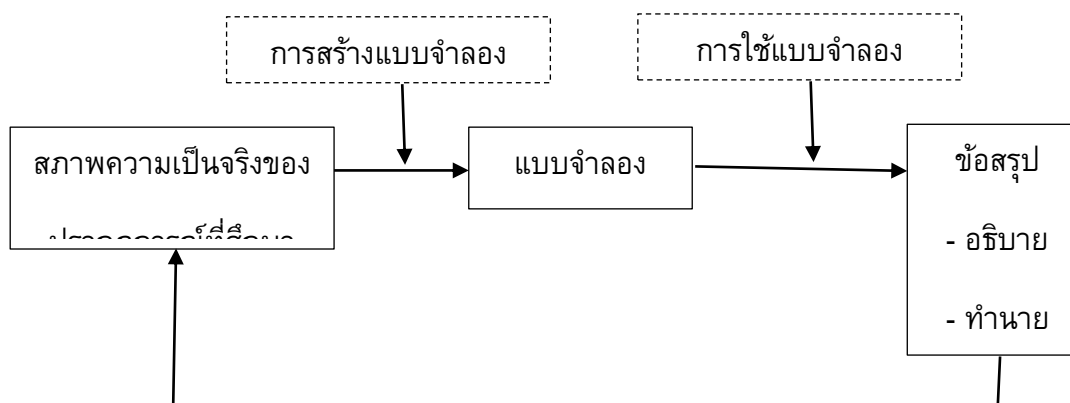 การสร้างแบบจำลอง
การใช้แบบจำลอง
สภาพความเป็นจริงของ
แบบจำลอง
ข้อสรุป
- อธิบาย
- ทำนาย